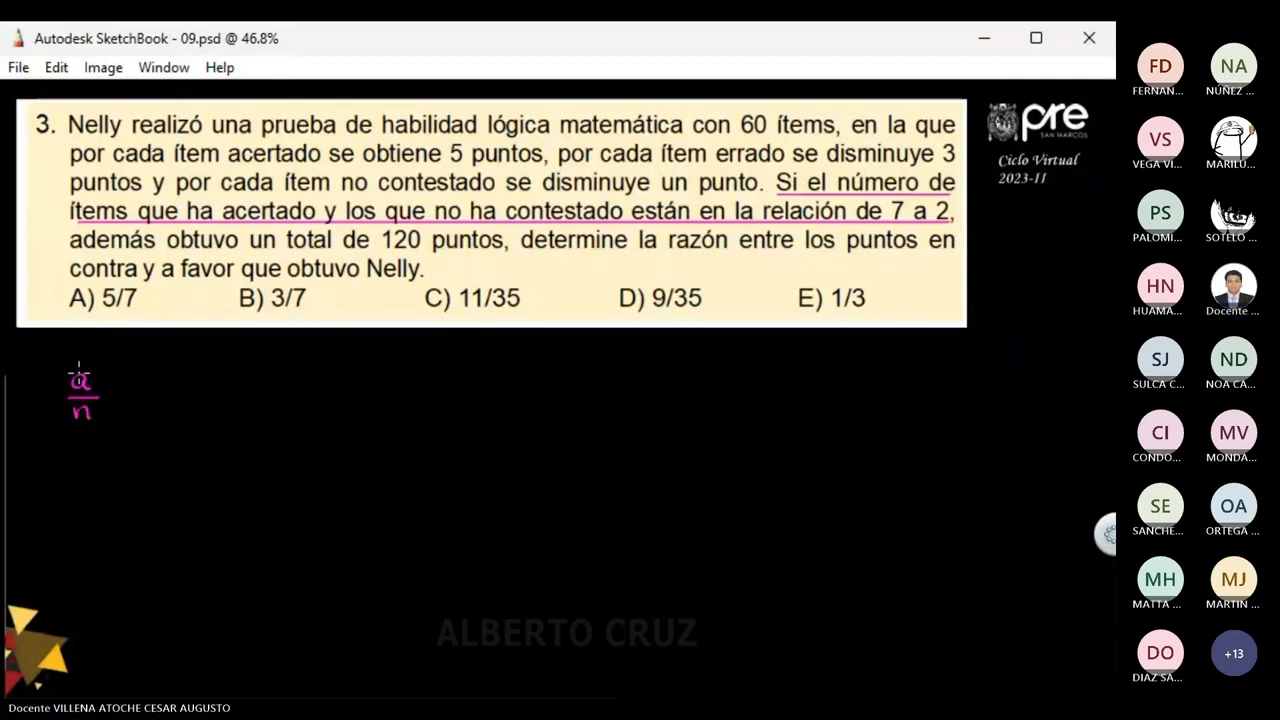 Autodesk SketchBook - 09.psd @ 46.8%
File Edit Image Window Help
3. Nelly realizó una prueba de habilidad lógica matemática con 60 ítems, en la que
por cada ítem acertado se obtiene 5 puntos, por cada ítem errado se disminuye 3
puntos y por cada ítem no contestado se disminuye un punto. Si el número de
ítems que ha acertado y los que no ha contestado están en la relación de 7 a 2,
además obtuvo un total de 120 puntos, determine la razón entre los puntos en
contra y a favor que obtuvo Nelly.
A) 5/7 B) 3/7 C) 11/35 D) 9/35 E) 1/3
pre
SAN MARCOS
Ciclo Virtual
2023-II
a
n
ALBERTO CRUZ
Docente VILLENA ATOCHE CESAR AUGUSTO
FD NA
FERNAN... NÚÑEZ ...
VS
VEGA VI... MARILÚ...
PS
PALOMI... SOTELO ...
HN
HUAMA... Docente ...
SJ ND
SULCA C... NOA CA...
CI MV
CONDO... MONDA...
SE OA
SANCHE... ORTEGA ...
MH MJ
MATTA ... MARTIN ...
DO +13
DIAZ SA...